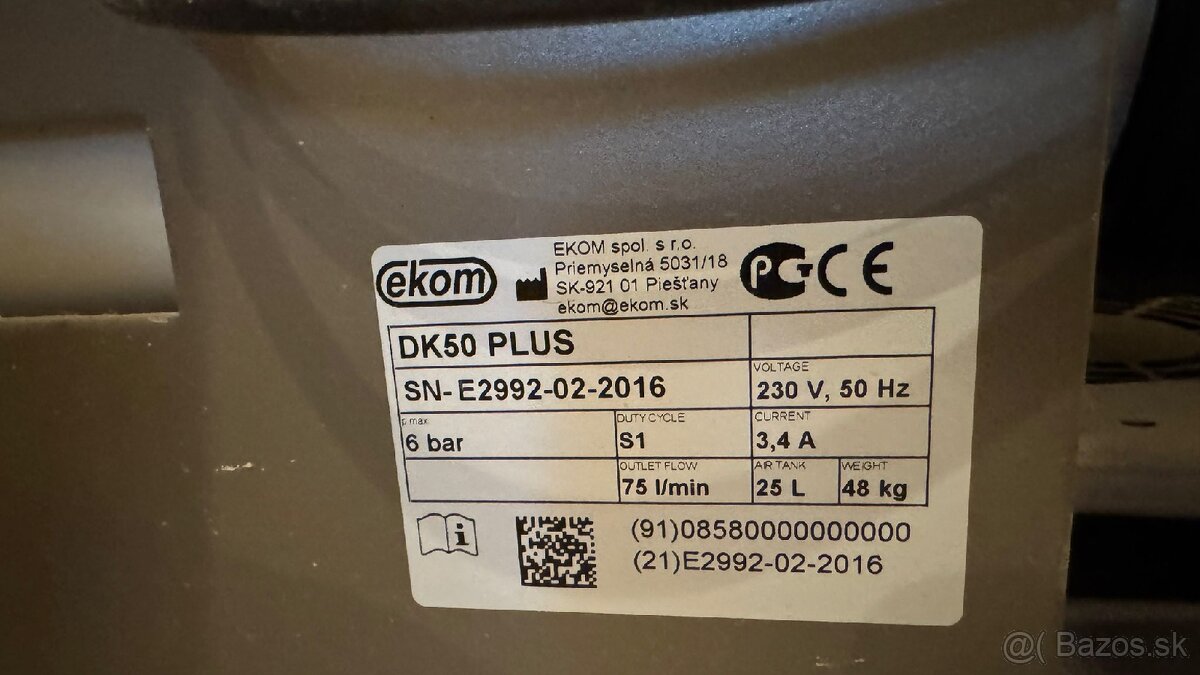 ekom
EKOM spol. s r.o.
Priemyselná 5031/18
SK-921 01 Piešťany
ekom@ekom.sk
PCT CE
DK50 PLUS
SN- E2992-02-2016
VOLTAGE
230 V, 50 Hz
p max.
6 bar
DUTY CYCLE
S1
CURRENT
3,4 A
OUTLET FLOW
75 l/min
AIR TANK
25 L
WEIGHT
48 kg
i
(91)08580000000000
(21)E2992-02-2016
@( Bazos.sk